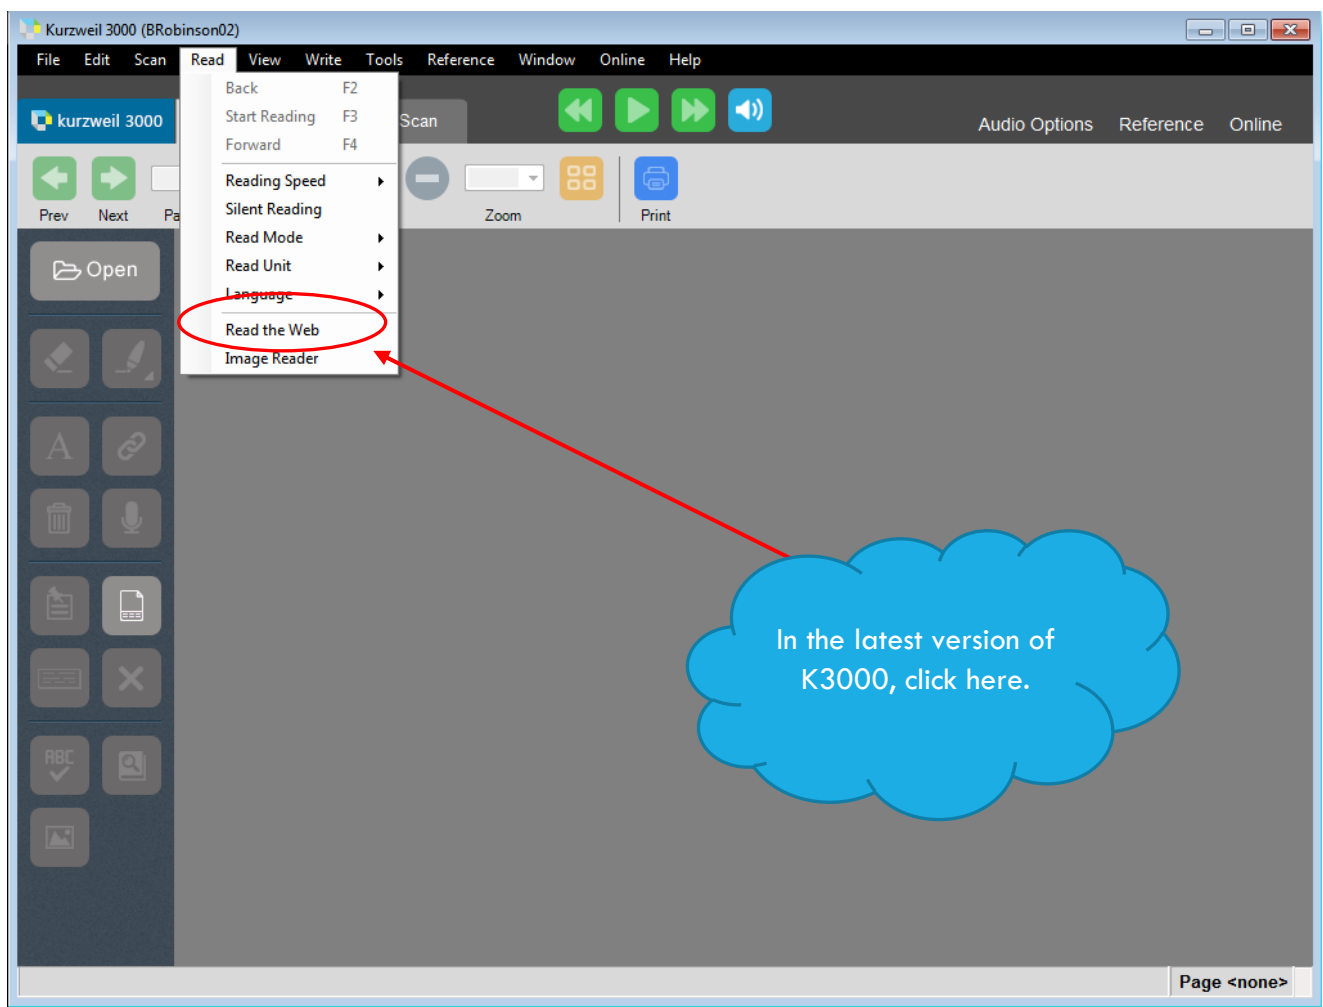 Kurzweil 3000 (BRobinson02)
File Edit Scan Read View Write Tools Reference Window Online Help
Back F2
Start Reading F3
Forward F4
kurzweil 3000
Scan
Audio Options Reference Online
Reading Speed
Silent Reading
Read Mode
Read Unit
Language
Read the Web
Image Reader
Prev Next Pa Zoom Print
Open
A
ABC
In the latest version of
K3000, click here.
Page <none>